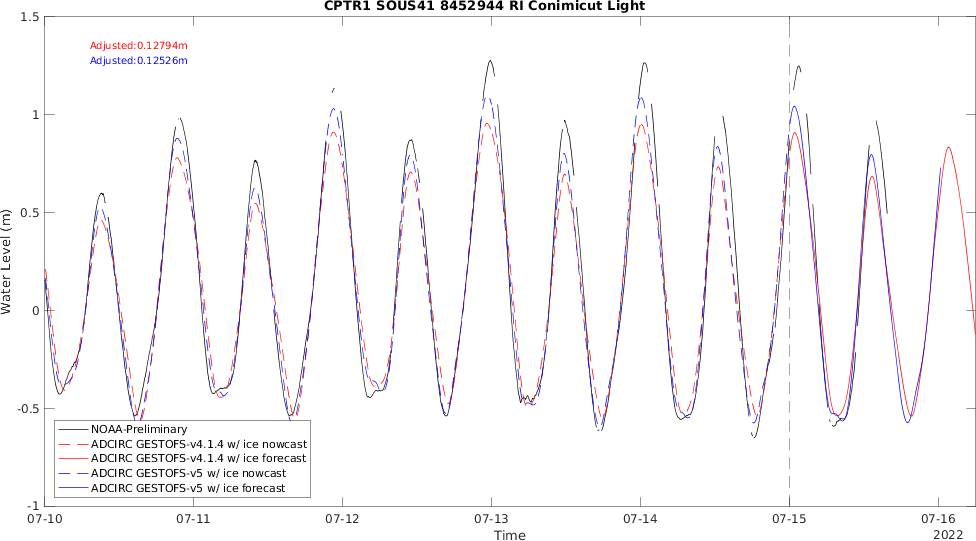 CPTR1 SOUS41 8452944 RI Conimicut Light
1.5
Adjusted:0.12794m
Adjusted:0.12526m
1
0.5
0
-0.5
-1
Water Level (m)
NOAA-Preliminary
ADCIRC GESTOFS-v4.1.4 w/ ice nowcast
ADCIRC GESTOFS-v4.1.4 w/ ice forecast
ADCIRC GESTOFS-v5 w/ ice nowcast
ADCIRC GESTOFS-v5 w/ ice forecast
07-10 07-11 07-12 07-13 07-14 07-15 07-16
Time
2022